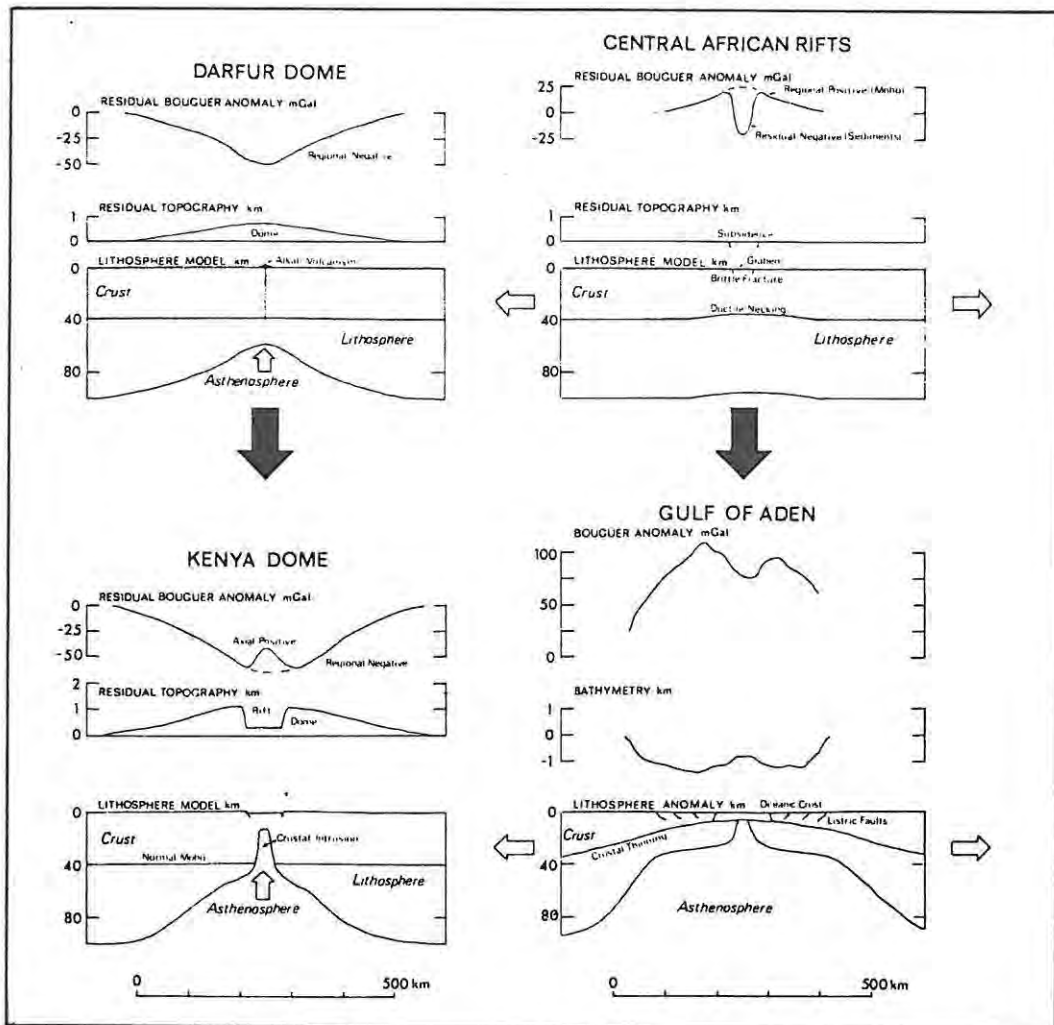 DARFUR DOME
RESIDUAL BOUGUER ANOMALY mGal
0
-25
-50
Regional Negative
RESIDUAL TOPOGRAPHY km
1
0
Dome
LITHOSPHERE MODEL km
Alkali Volcanism
0
Crust
40
Lithosphere
80
Asthenosphere
CENTRAL AFRICAN RIFTS
RESIDUAL BOUGUER ANOMALY mGal
25
0
-25
Regional Positive (Moho)
Residual Negative (Sediments)
RESIDUAL TOPOGRAPHY km
1
0
Subsidence
LITHOSPHERE MODEL km
Graben
0
Brittle Fracture
Crust
Ductile Necking
40
Lithosphere
80
KENYA DOME
RESIDUAL BOUGUER ANOMALY mGal
0
-25
-50
Axial Positive
Regional Negative
2
RESIDUAL TOPOGRAPHY km
1
0
Rift
Dome
LITHOSPHERE MODEL km
0
Crust
Crustal Intrusion
Normal Moho
40
Lithosphere
Asthenosphere
80
0 500 km
GULF OF ADEN
BOUGUER ANOMALY mGal
100
50
0
BATHYMETRY km
1
0
-1
LITHOSPHERE ANOMALY km
Oceanic Crust
0
Listric Faults
Crust
Crustal Thinning
40
Asthenosphere
80
0 500 km